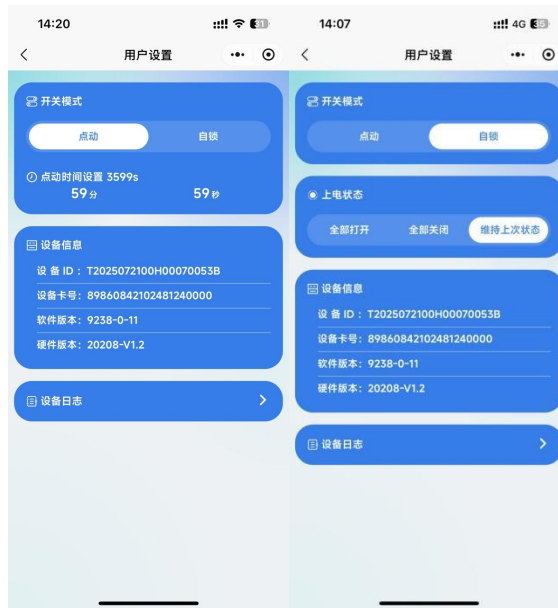 14:20
31
用户设置
开关模式
点动
自锁
点动时间设置 3599s
59分
59秒
设备信息
设 备 ID： T2025072100H00070053B
设备卡号：89860842102481240000
软件版本：9238-0-11
硬件版本：20208-V1.2
设备日志
14:07
4G
35
用户设置
开关模式
点动
自锁
上电状态
全部打开
全部关闭
维持上次状态
设备信息
设 备 ID： T2025072100H00070053B
设备卡号：89860842102481240000
软件版本：9238-0-11
硬件版本：20208-V1.2
设备日志